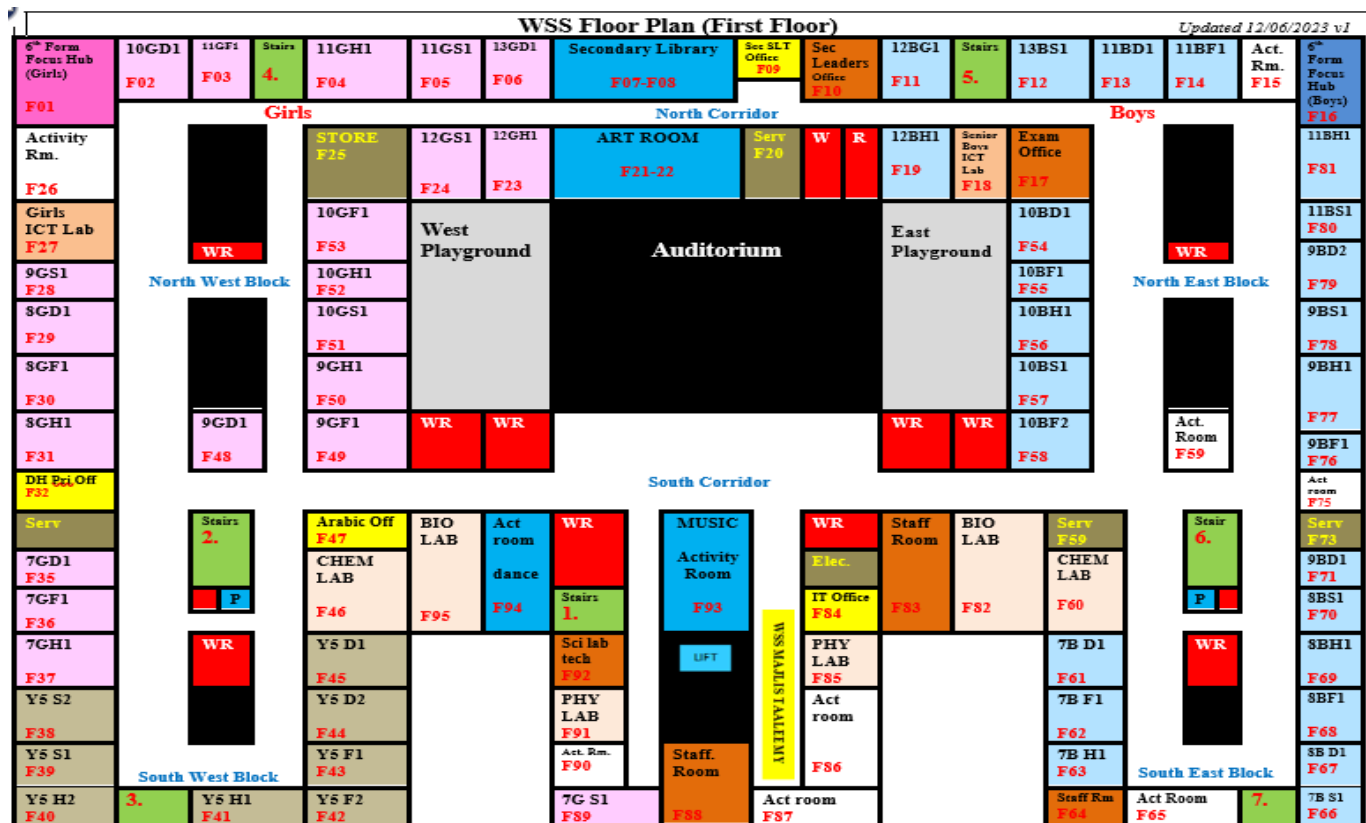 WSS Floor Plan (First Floor)
Updated 12/06/2023 v1
6th Form Focus Hub (Girls)
F01
10GD1
F02
11GF1
F03
Stairs
4.
11GH1
F04
11GS1
F05
13GD1
F06
Secondary Library
F07-F08
Sec SLT Office
F09
Sec Leaders Office
F10
12BG1
F11
Stairs
5.
13BS1
F12
11BD1
F13
11BF1
F14
Act. Rm.
F15
6th Form Focus Hub (Boys)
F16
Girls
North Corridor
Boys
Activity Rm.
F26
STORE
F25
12GS1
F24
12GH1
F23
ART ROOM
F21-22
Serv
F20
W
R
12BH1
F19
Senior Boys ICT Lab
F18
Exam Office
F17
11BH1
F81
Girls ICT Lab
F27
WR
10GF1
F53
West Playground
Auditorium
East Playground
10BD1
F54
WR
11BS1
F80
9GS1
F28
North West Block
10GH1
F52
10BF1
F55
North East Block
9BD2
F79
8GD1
F29
10GS1
F51
10BH1
F56
9BS1
F78
8GF1
F30
9GH1
F50
10BS1
F57
9BH1
F77
8GH1
F31
9GD1
F48
9GF1
F49
WR
WR
WR
WR
10BF2
F58
Act. Room
F59
9BF1
F76
DH Pri Off
F32
South Corridor
Act room
F75
Serv
Stairs
2.
P
Arabic Off
F47
BIO LAB
F95
Act room
dance
F94
WR
MUSIC
Activity Room
F93
WR
Staff Room
F83
BIO LAB
F82
Serv
F59
Stair
6.
P
Serv
F73
7GD1
F35
CHEM LAB
F46
Elec.
CHEM LAB
F60
9BD1
F71
7GF1
F36
Stairs
1.
IT Office
F84
8BS1
F70
7GH1
F37
WR
Y5 D1
F45
Sci lab tech
F92
LIFT
WSS MAJLIS TAALEEMY
PHY LAB
F85
7B D1
F61
WR
8BH1
F69
Y5 S2
F38
Y5 D2
F44
PHY LAB
F91
Act room
F86
7B F1
F62
8BF1
F68
Y5 S1
F39
South West Block
Y5 F1
F43
Act. Rm.
F90
Staff. Room
F88
7B H1
F63
South East Block
8B D1
F67
Y5 H2
F40
3.
Y5 H1
F41
Y5 F2
F42
7G S1
F89
Act room
F87
Staff Rm
F64
Act Room
F65
7.
7B S1
F66